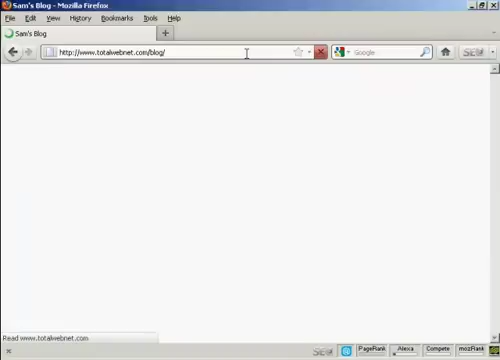 Sam's Blog - Mozilla Firefox
File Edit View History Bookmarks Tools Help
Sam's Blog
http://www.totalwebnet.com/blog/
Google
Read www.totalwebnet.com
PageRank Alexa Compete mozRank